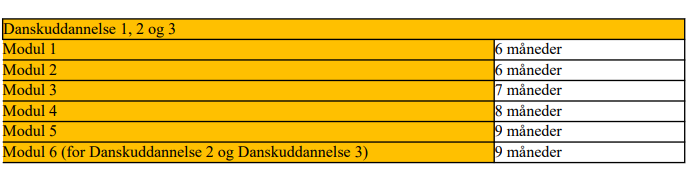 Danskuddannelse 1, 2 og 3
Modul 1 6 måneder
Modul 2 6 måneder
Modul 3 7 måneder
Modul 4 8 måneder
Modul 5 9 måneder
Modul 6 (for Danskuddannelse 2 og Danskuddannelse 3) 9 måneder